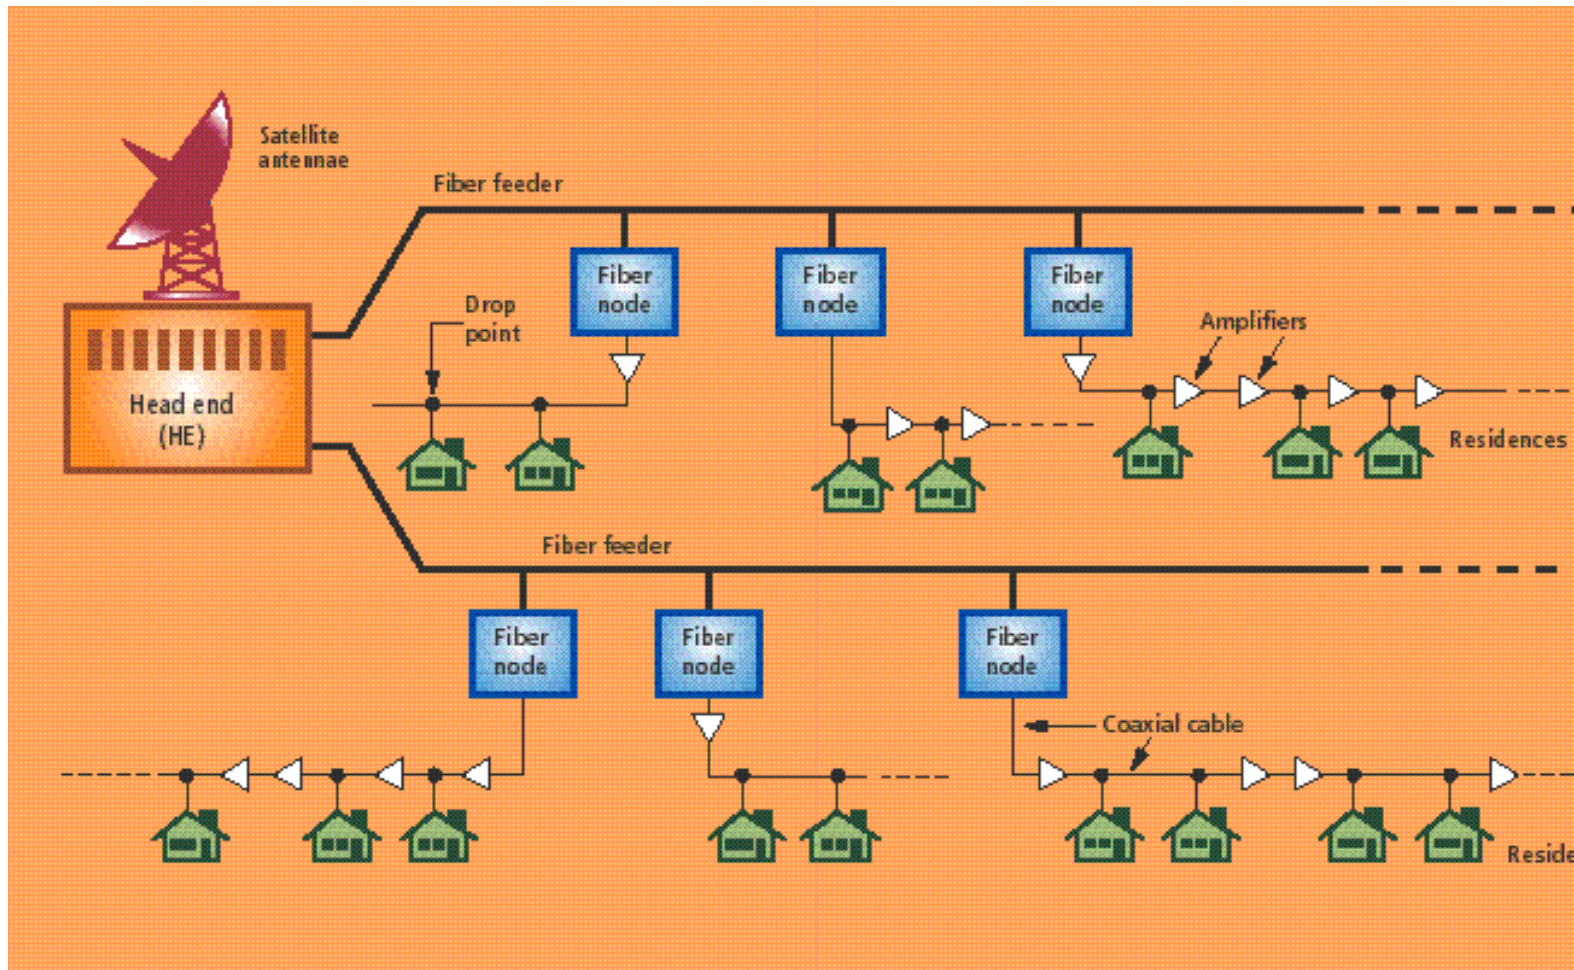 Satellite
antennae
Fiber feeder
Fiber
node
Fiber
node
Fiber
node
Drop
point
Amplifiers
Head end
(HE)
Residences
Fiber feeder
Fiber
node
Fiber
node
Fiber
node
Coaxial cable
Reside